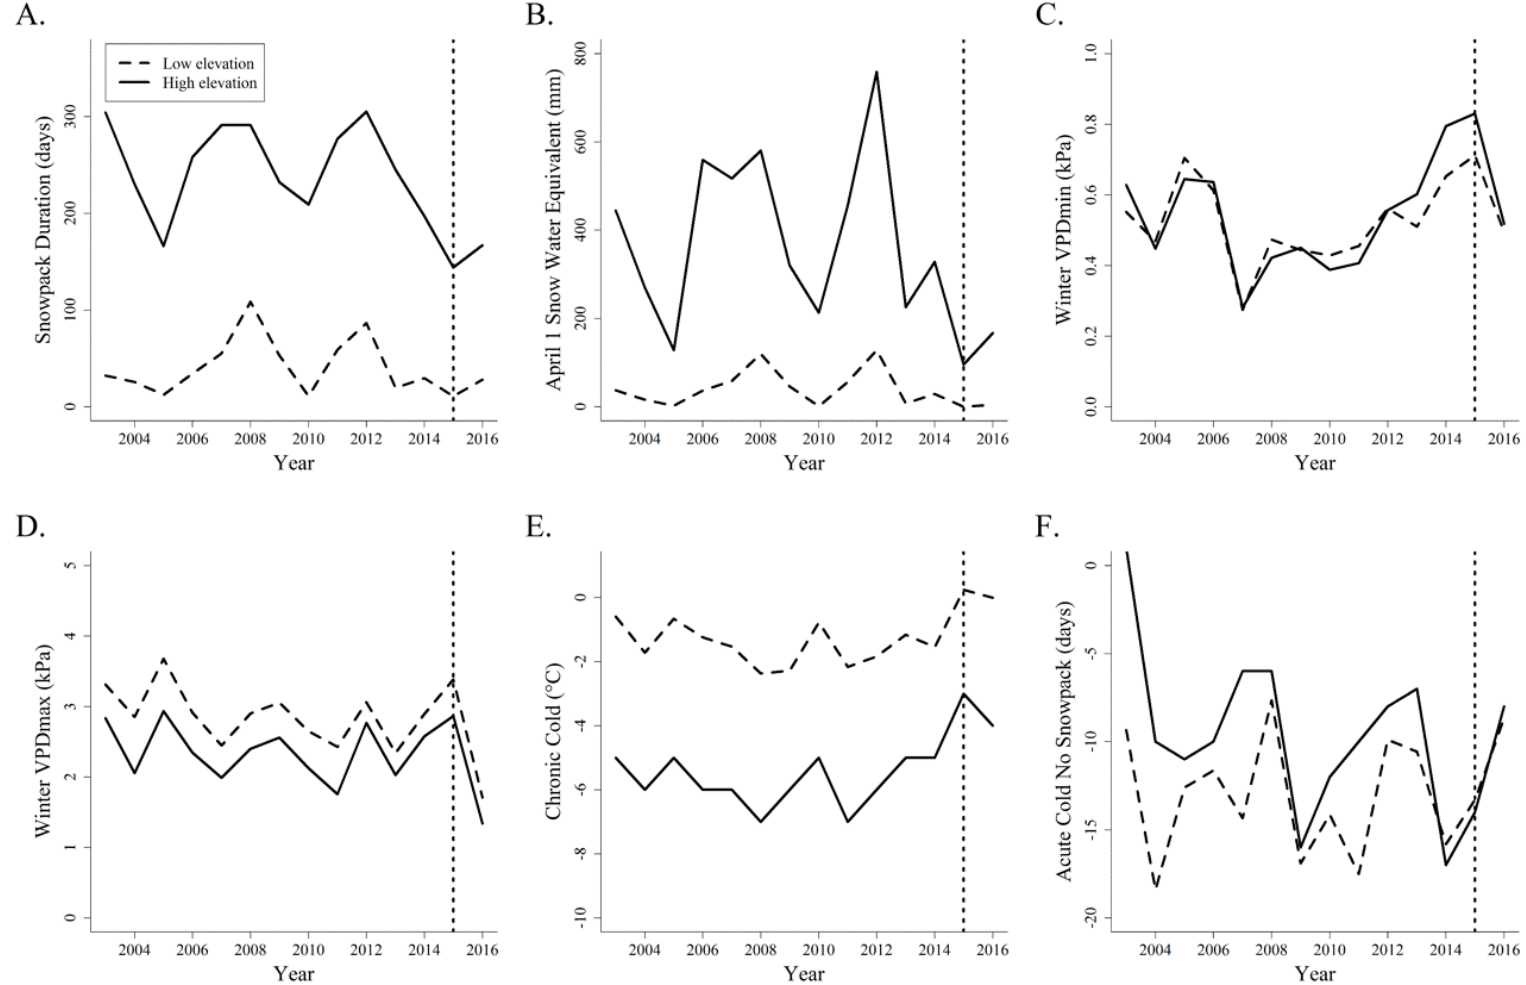 A.
Low elevation
High elevation
Snowpack Duration (days)
300
200
100
0
2004 2006 2008 2010 2012 2014 2016
Year
B.
April 1 Snow Water Equivalent (mm)
800
600
400
200
0
2004 2006 2008 2010 2012 2014 2016
Year
C.
Winter VPDmin (kPa)
1.0
0.8
0.6
0.4
0.2
0.0
2004 2006 2008 2010 2012 2014 2016
Year
D.
Winter VPDmax (kPa)
5
4
3
2
1
0
2004 2006 2008 2010 2012 2014 2016
Year
E.
Chronic Cold (°C)
0
-2
-4
-6
-8
-10
2004 2006 2008 2010 2012 2014 2016
Year
F.
Acute Cold No Snowpack (days)
0
-5
-10
-15
-20
2004 2006 2008 2010 2012 2014 2016
Year